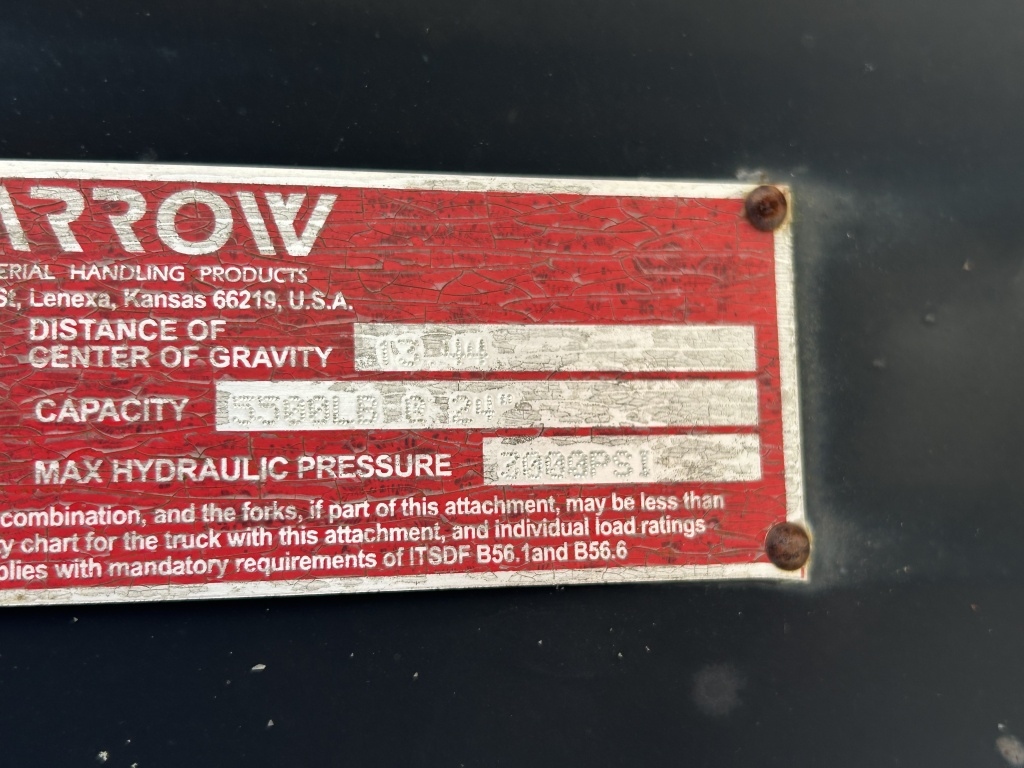 ARROW
ERIAL HANDLING PRODUCTS
St, Lenexa, Kansas 66219, U.S.A.
DISTANCE OF
CENTER OF GRAVITY
CAPACITY 5500LB @ 24"
MAX HYDRAULIC PRESSURE 2000PSI
combination, and the forks, if part of this attachment, may be less than
y chart for the truck with this attachment, and individual load ratings
plies with mandatory requirements of ITSDF B56.1and B56.6